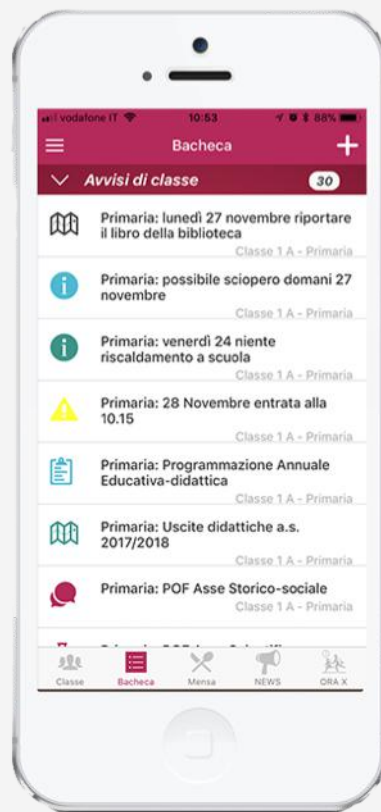 vodafone IT 10:53 88%
Bacheca
Avvisi di classe 30
Primaria: lunedì 27 novembre riportare
il libro della biblioteca
Classe 1 A - Primaria
Primaria: possibile sciopero domani 27
novembre
Classe 1 A - Primaria
Primaria: venerdì 24 niente
riscaldamento a scuola
Classe 1 A - Primaria
Primaria: 28 Novembre entrata alla
10.15
Classe 1 A - Primaria
Primaria: Programmazione Annuale
Educativa-didattica
Classe 1 A - Primaria
Primaria: Uscite didattiche a.s.
2017/2018
Classe 1 A - Primaria
Primaria: POF Asse Storico-sociale
Classe 1 A - Primaria
Classe Bacheca Mensa NEWS ORA X